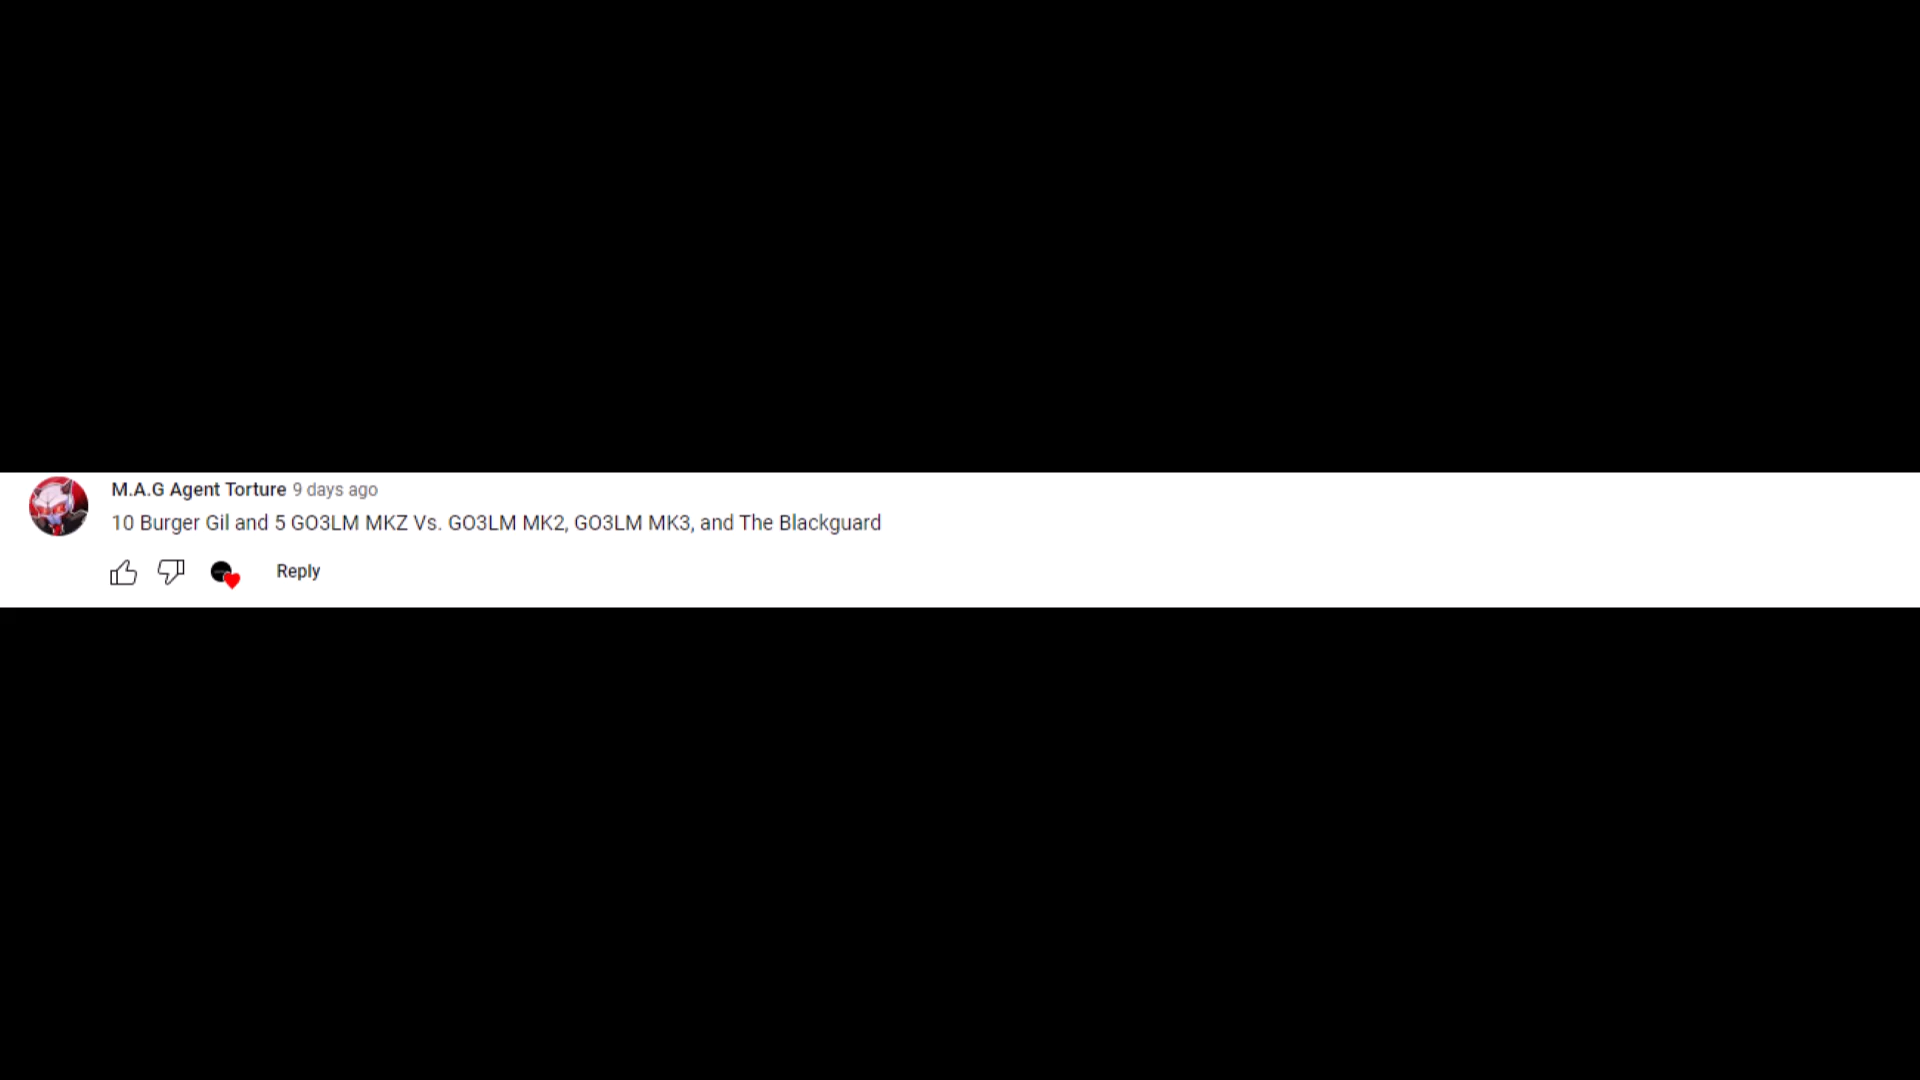 M.A.G Agent Torture 9 days ago
10 Burger Gil and 5 GO3LM MKZ Vs. GO3LM MK2, GO3LM MK3, and The Blackguard
Reply